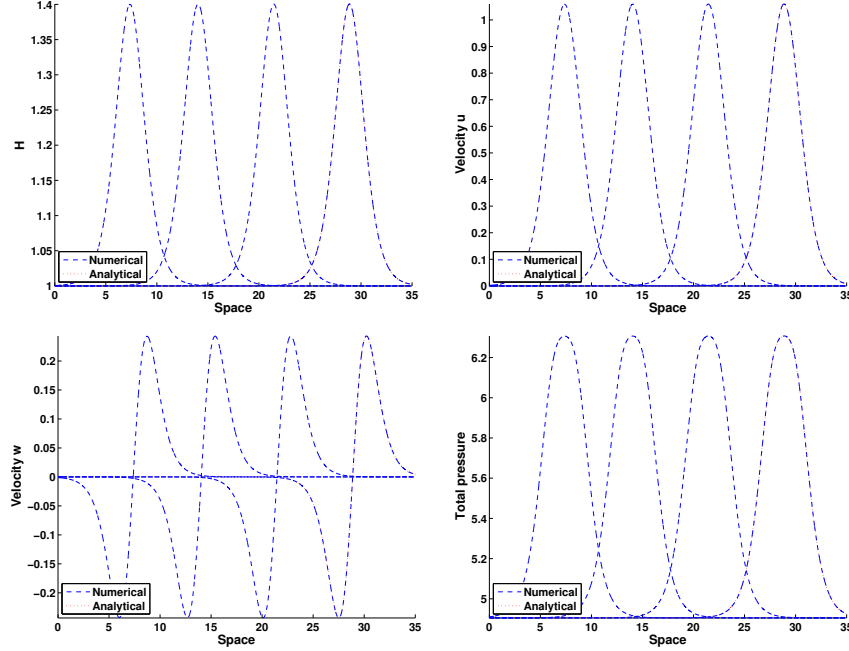 1.4
1.35
1.3
1.25
1.2
1.15
1.1
1.05
1
H
0 5 10 15 20 25 30 35
Space
Numerical
Analytical
1
0.9
0.8
0.7
0.6
0.5
0.4
0.3
0.2
0.1
0
Velocity u
0 5 10 15 20 25 30 35
Space
Numerical
Analytical
0.2
0.15
0.1
0.05
0
−0.05
−0.1
−0.15
−0.2
Velocity w
0 5 10 15 20 25 30 35
Space
Numerical
Analytical
6.2
6
5.8
5.6
5.4
5.2
5
Total pressure
0 5 10 15 20 25 30 35
Space
Numerical
Analytical